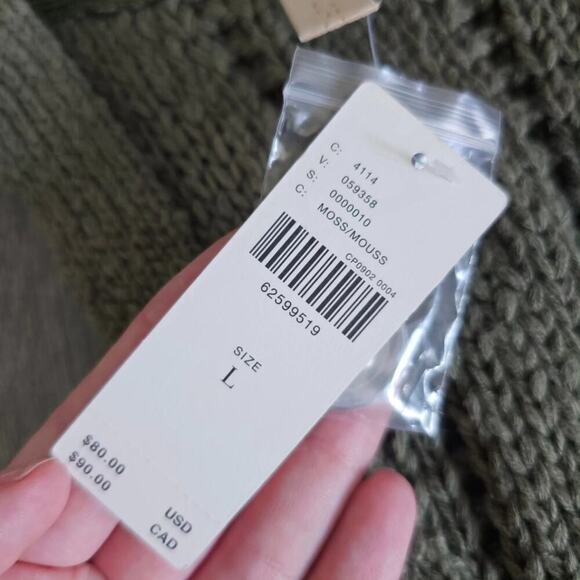 C: 4114
V: 059358
S: 0000010
C: MOSS/MOUSS
CP0902 0004
62599519
SIZE
L
$80.00 USD
$90.00 CAD